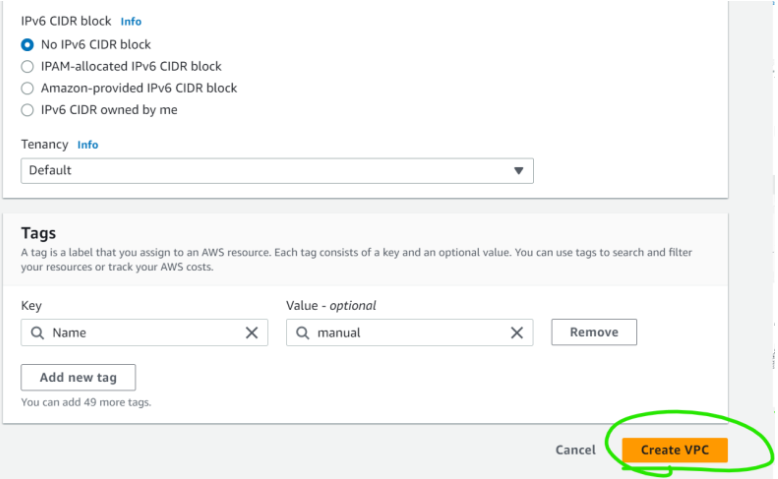 IPv6 CIDR block Info
No IPv6 CIDR block
IPAM-allocated IPv6 CIDR block
Amazon-provided IPv6 CIDR block
IPv6 CIDR owned by me
Tenancy Info
Default
Tags
A tag is a label that you assign to an AWS resource. Each tag consists of a key and an optional value. You can use tags to search and filter
your resources or track your AWS costs.
Key Value - optional
Name manual Remove
Add new tag
You can add 49 more tags.
Cancel Create VPC